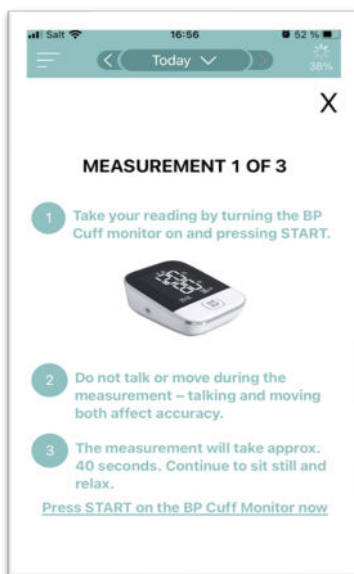 Salt
16:56
52 %
Today
38%
X
MEASUREMENT 1 OF 3
1
Take your reading by turning the BP
Cuff monitor on and pressing START.
2
Do not talk or move during the
measurement – talking and moving
both affect accuracy.
3
The measurement will take approx.
40 seconds. Continue to sit still and
relax.
Press START on the BP Cuff Monitor now